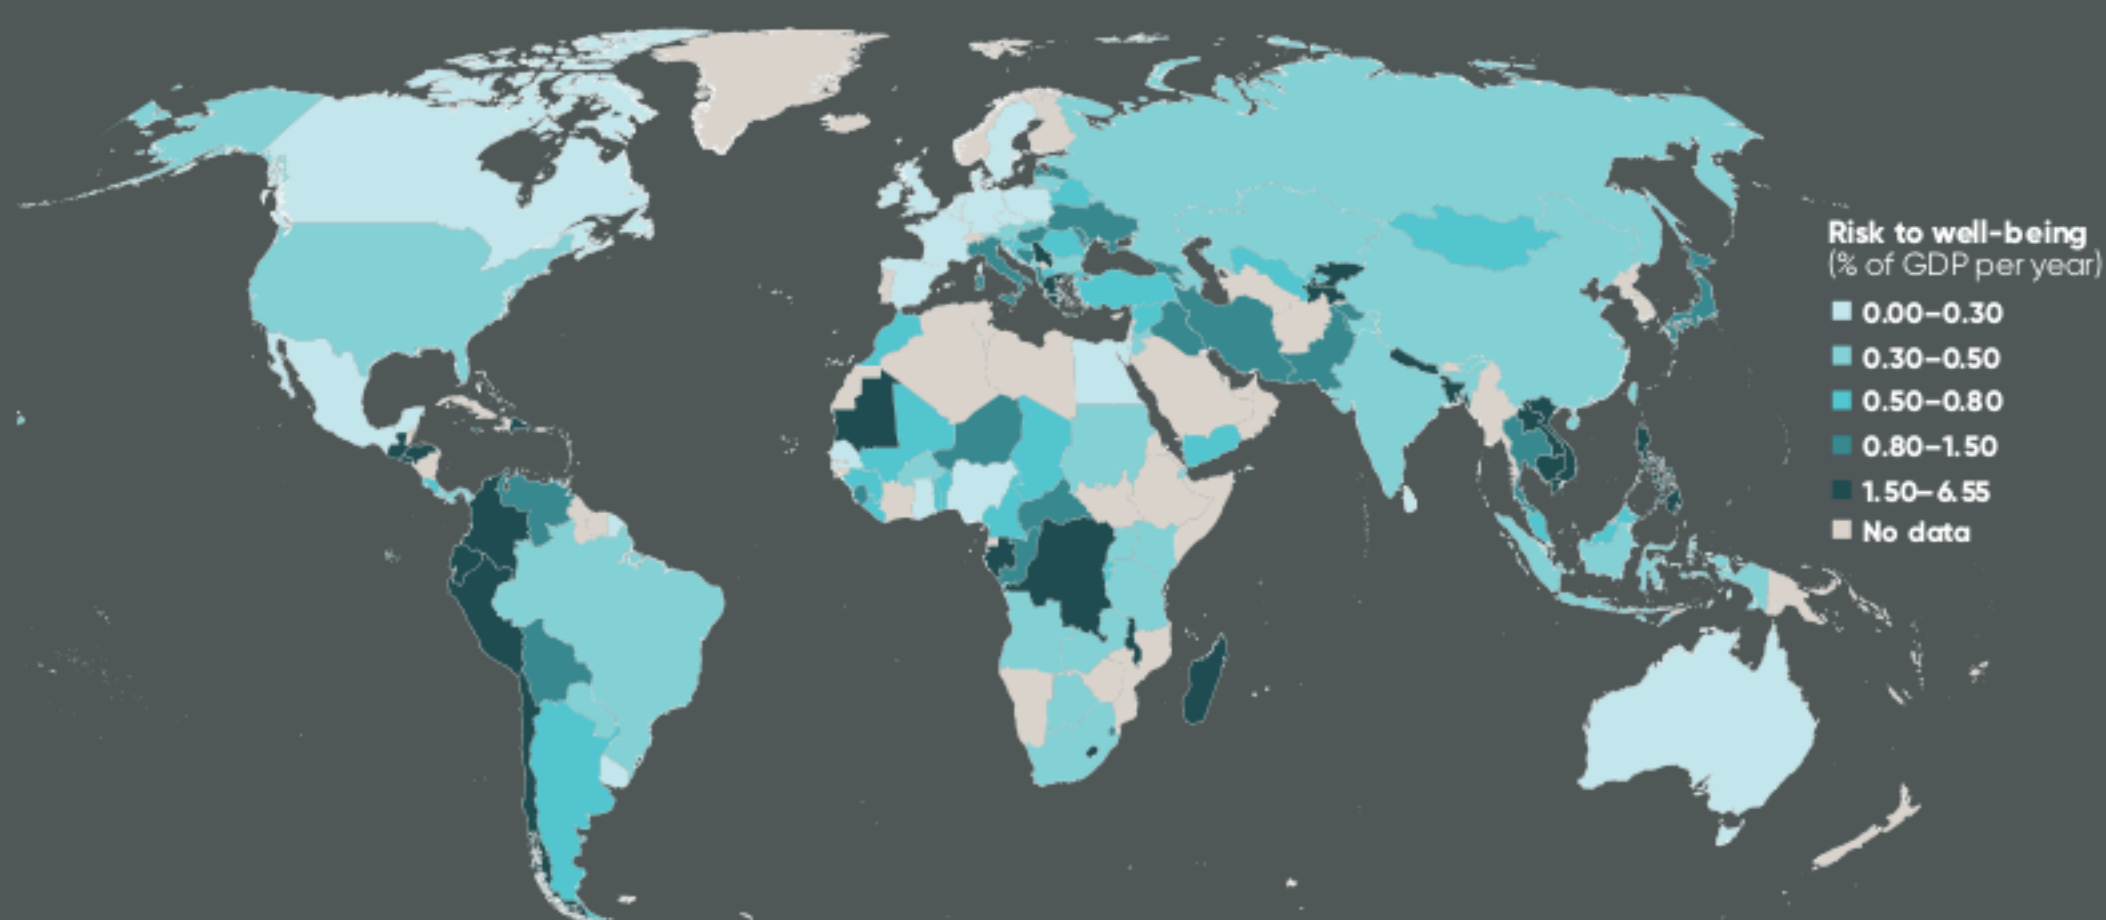 Risk to well-being
(% of GDP per year)
0.00–0.30
0.30–0.50
0.50–0.80
0.80–1.50
1.50–6.55
No data